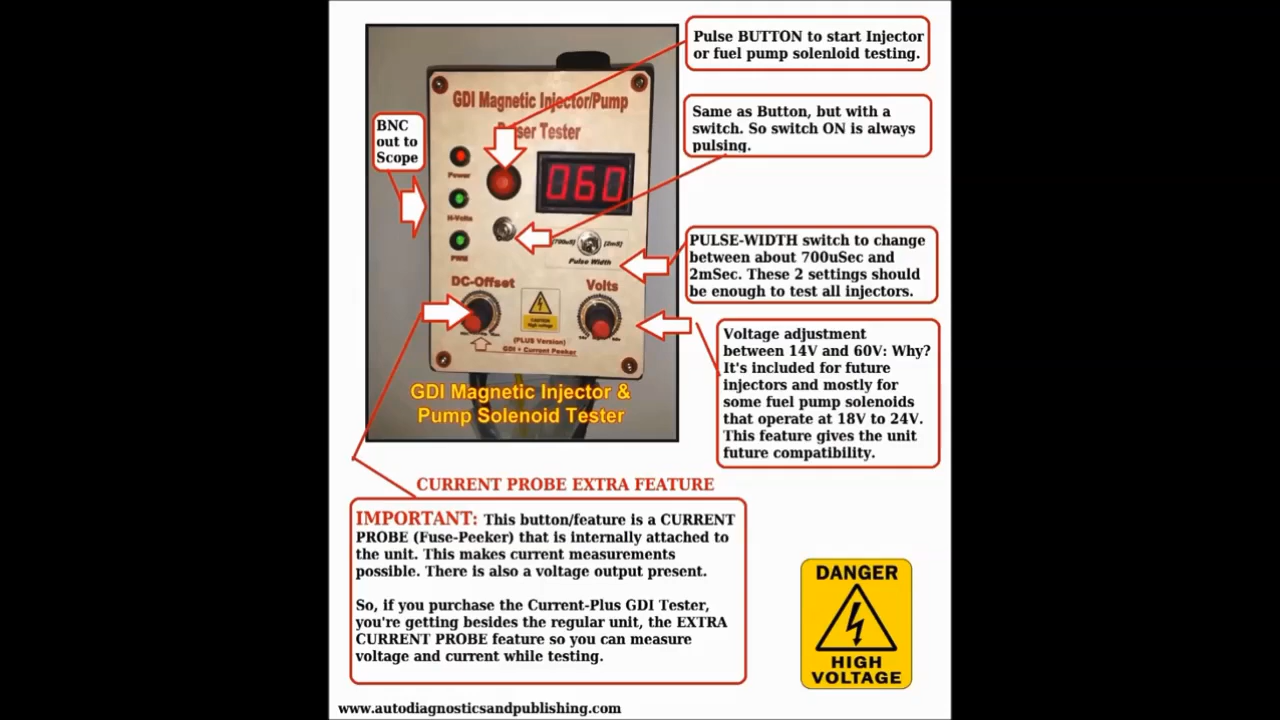 Pulse BUTTON to start Injector
or fuel pump solenloid testing.
Same as Button, but with a
switch. So switch ON is always
pulsing.
BNC
out to
Scope
GDI Magnetic Injector/Pump
Tester
Power
H-Volts
PWM
060
(700uS)
(2mS)
Pulse Width
PULSE-WIDTH switch to change
between about 700uSec and
2mSec. These 2 settings should
be enough to test all injectors.
DC-Offset
Volts
CAUTION
High voltage
(PLUS Version)
GDI + Current Peeker
GDI Magnetic Injector &
Pump Solenoid Tester
Voltage adjustment
between 14V and 60V: Why?
It's included for future
injectors and mostly for
some fuel pump solenoids
that operate at 18V to 24V.
This feature gives the unit
future compatibility.
CURRENT PROBE EXTRA FEATURE
IMPORTANT: This button/feature is a CURRENT
PROBE (Fuse-Peeker) that is internally attached to
the unit. This makes current measurements
possible. There is also a voltage output present.
So, if you purchase the Current-Plus GDI Tester,
you're getting besides the regular unit, the EXTRA
CURRENT PROBE feature so you can measure
voltage and current while testing.
DANGER
HIGH
VOLTAGE
www.autodiagnosticsandpublishing.com